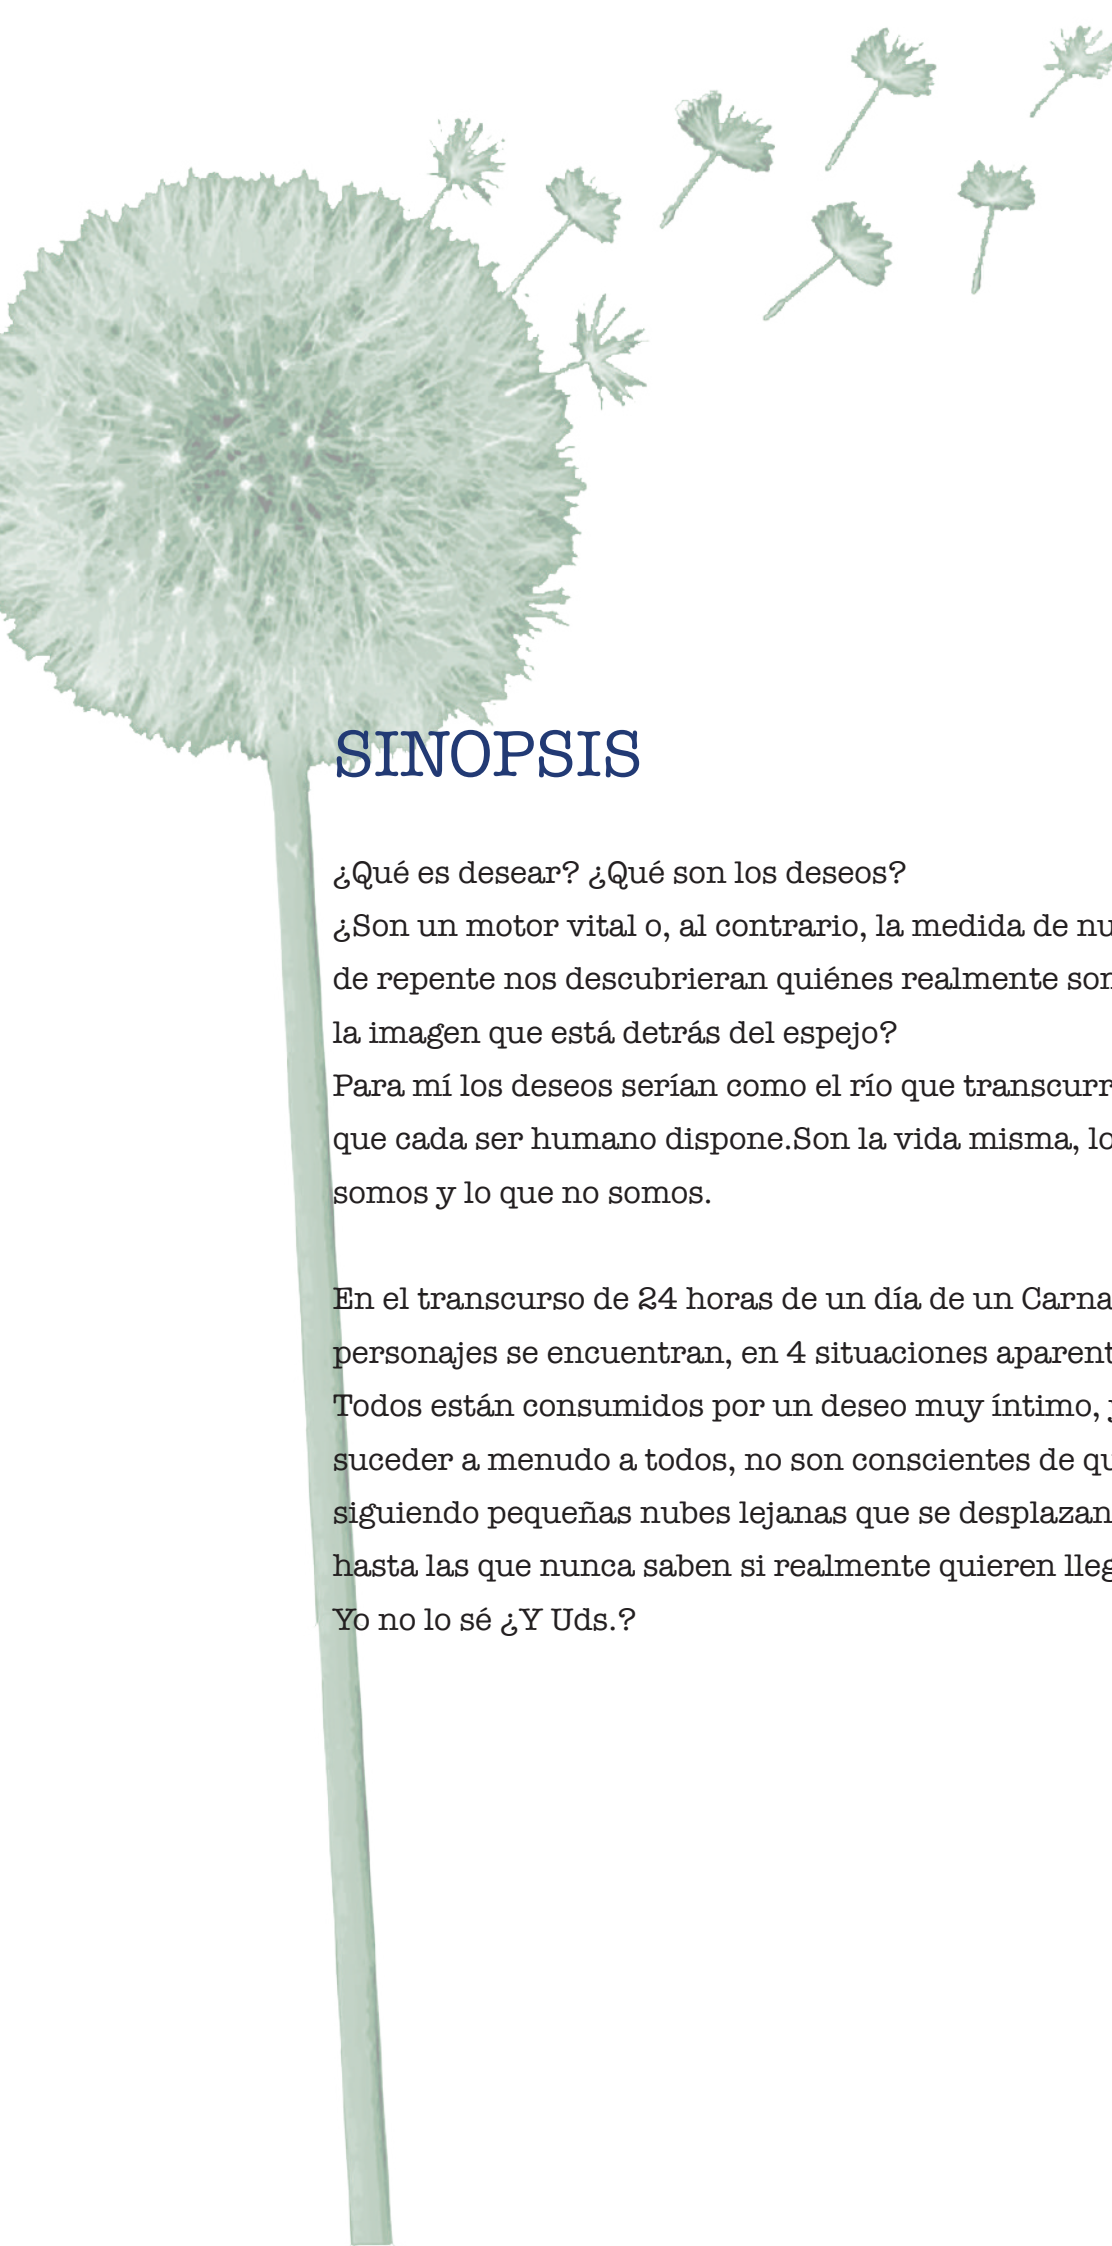 SINOPSIS
¿Qué es desear? ¿Qué son los deseos?
¿Son un motor vital o, al contrario, la medida de
de repente nos descubrieran quiénes realmente
la imagen que está detrás del espejo?
Para mí los deseos serían como el río que
que cada ser humano dispone.Son la vida misma,
somos y lo que no somos.
En el transcurso de 24 horas de un día de un
personajes se encuentran, en 4 situaciones
Todos están consumidos por un deseo muy íntimo,
suceder a menudo a todos, no son conscientes de
siguiendo pequeñas nubes lejanas que se desplazan
hasta las que nunca saben si realmente quieren
Yo no lo sé ¿Y Uds.?